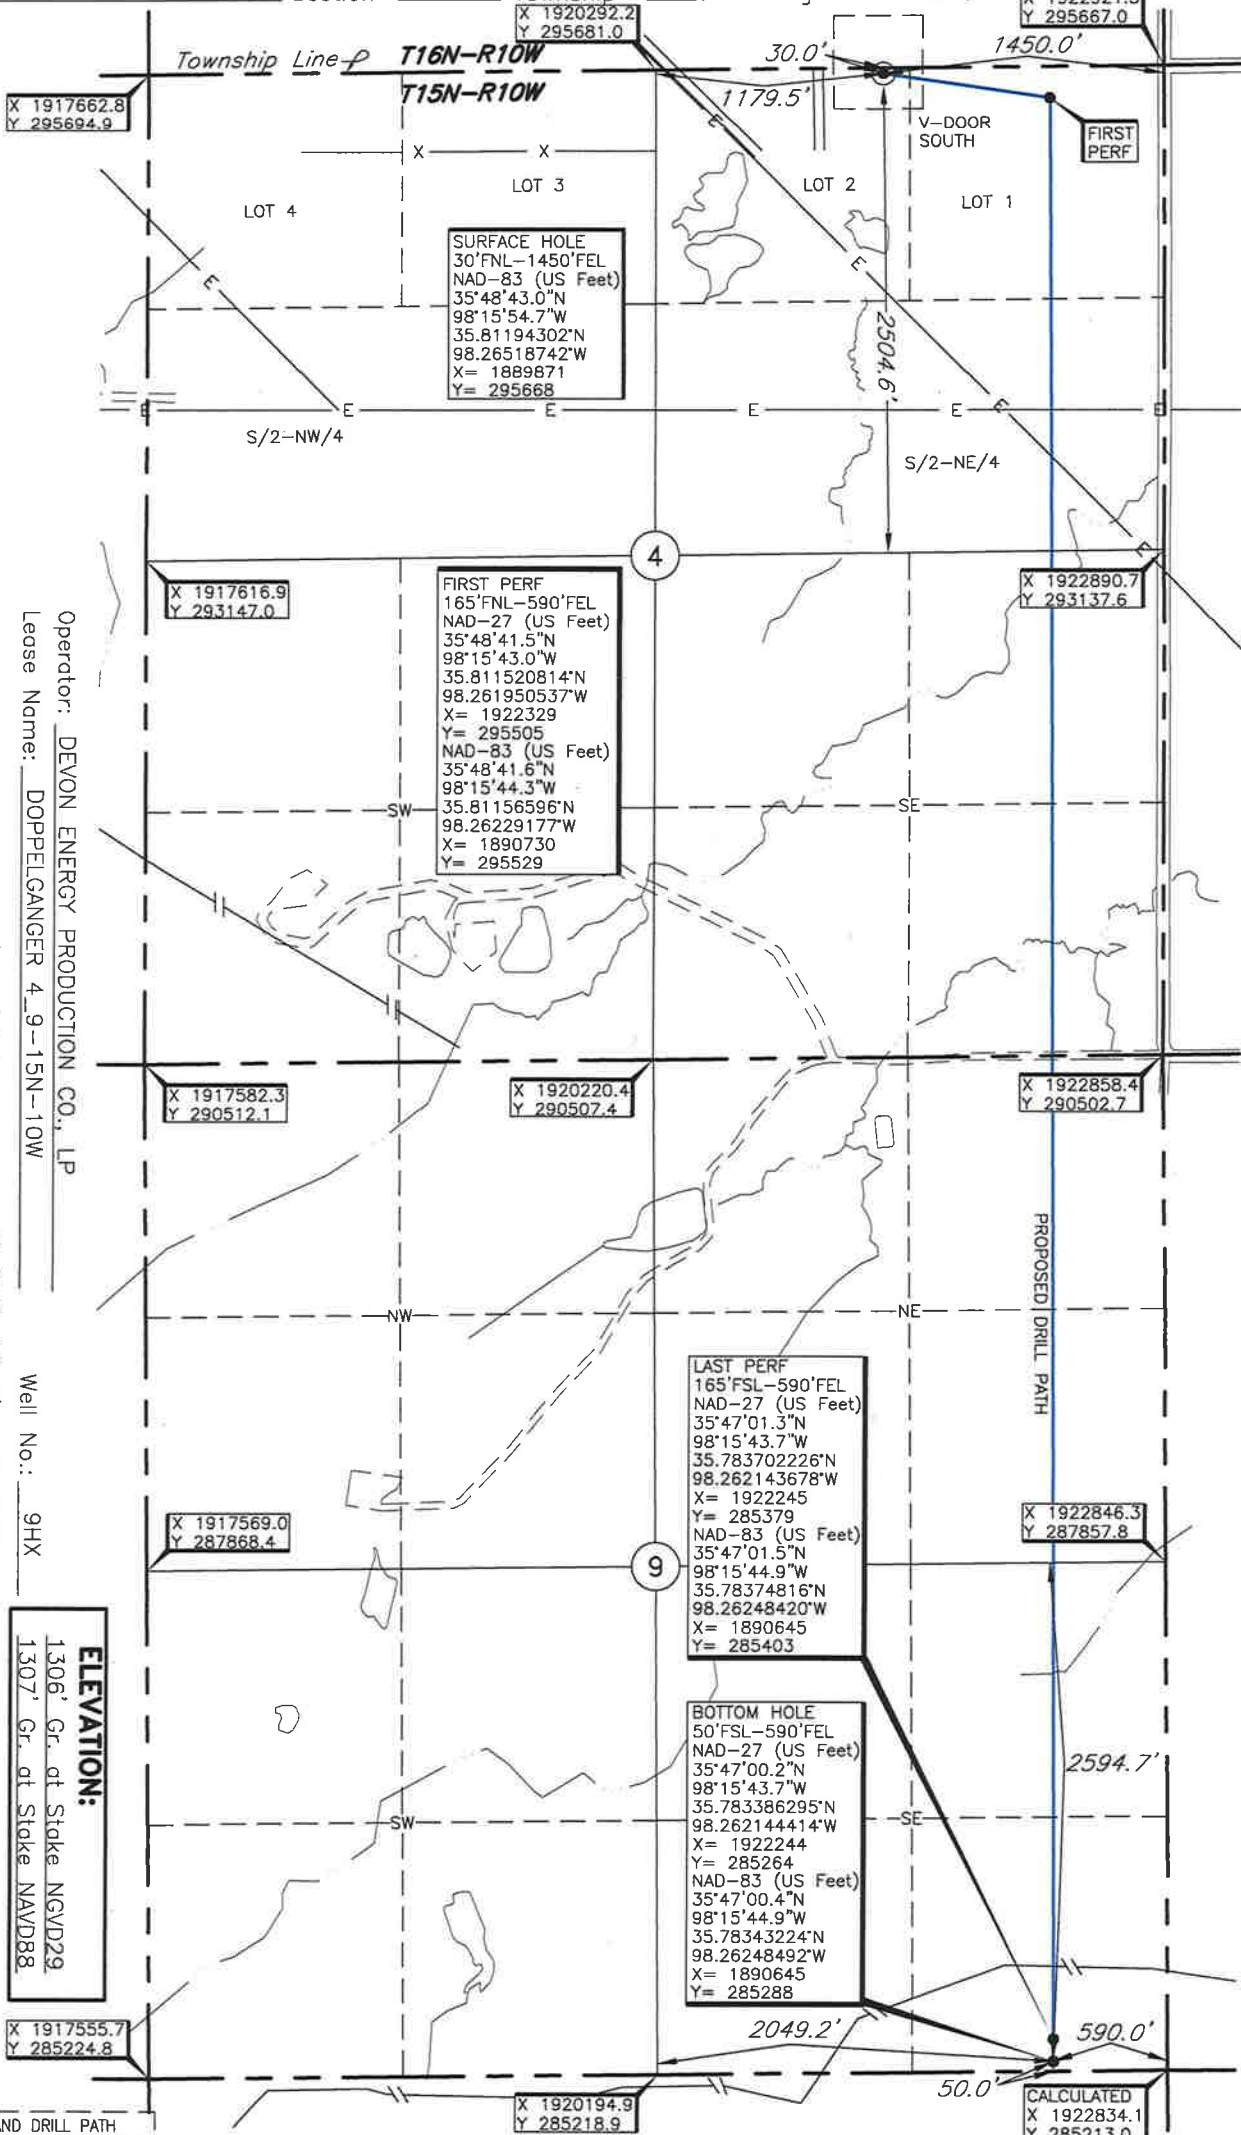 X 1920292.2
Y 295681.0
Y 295667.0
Township Line
T16N-R10W
T15N-R10W
30.0'
1450.0'
1179.5'
X 1917662.8
Y 295694.9
V-DOOR
SOUTH
FIRST
PERF
X
X
E
LOT 4
LOT 3
LOT 2
LOT 1
SURFACE HOLE
30'FNL-1450'FEL
NAD-83 (US Feet)
35°48'43.0"N
98°15'54.7"W
35.81194302°N
98.26518742°W
X= 1889871
Y= 295668
E
E
2504.6'
E
E
E
E
E
E
E
S/2-NW/4
S/2-NE/4
4
E
X 1917616.9
Y 293147.0
X 1922890.7
Y 293137.6
FIRST PERF
165'FNL-590'FEL
NAD-27 (US Feet)
35°48'41.5"N
98°15'43.0"W
35.811520814°N
98.261950537°W
X= 1922329
Y= 295505
NAD-83 (US Feet)
35°48'41.6"N
98°15'44.3"W
35.81156596°N
98.26229177°W
X= 1890730
Y= 295529
SW
SE
Operator: DEVON ENERGY PRODUCTION CO., LP
Lease Name: DOPPELGANGER 4_9-15N-10W
Well No.: 9HX
X 1917582.3
Y 290512.1
X 1920220.4
Y 290507.4
X 1922858.4
Y 290502.7
PROPOSED DRILL PATH
NW
NE
LAST PERF
165'FSL-590'FEL
NAD-27 (US Feet)
35°47'01.3"N
98°15'43.7"W
35.783702226°N
98.262143678°W
X= 1922245
Y= 285379
NAD-83 (US Feet)
35°47'01.5"N
98°15'44.9"W
35.78374816°N
98.26248420°W
X= 1890645
Y= 285403
X 1917569.0
Y 287868.4
X 1922846.3
Y 287857.8
9
ELEVATION:
1306' Gr. at Stake NGVD29
1307' Gr. at Stake NAVD88
BOTTOM HOLE
50'FSL-590'FEL
NAD-27 (US Feet)
35°47'00.2"N
98°15'43.7"W
35.783386295°N
98.262144414°W
X= 1922244
Y= 285264
NAD-83 (US Feet)
35°47'00.4"N
98°15'44.9"W
35.78343224°N
98.26248492°W
X= 1890645
Y= 285288
2594.7'
SW
SE
X 1917555.7
Y 285224.8
2049.2'
590.0'
50.0'
X 1920194.9
Y 285218.9
CALCULATED
X 1922834.1
Y 285213.0
AND DRILL PATH